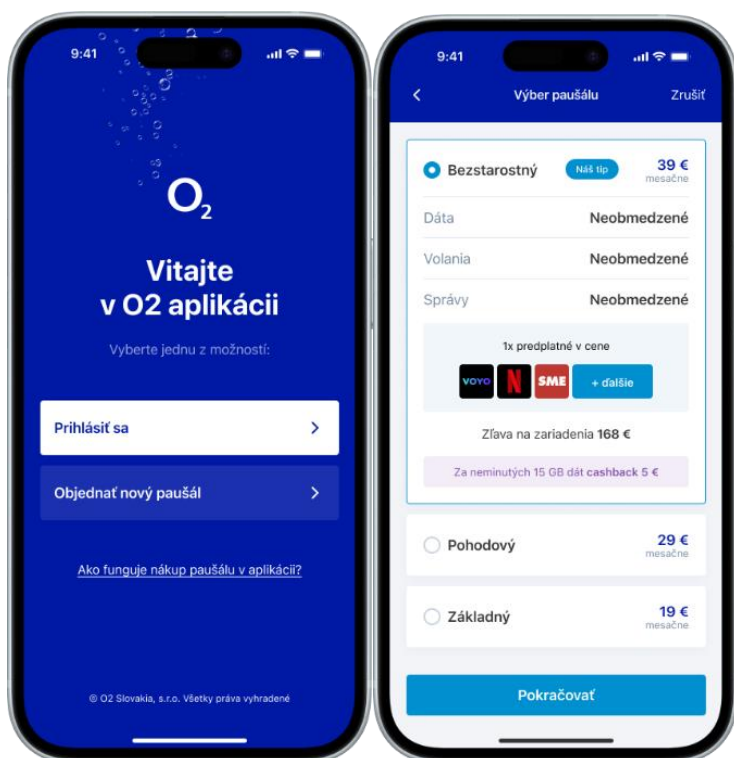 9:41
O2
Vitajte
v O2 aplikácii
Vyberte jednu z možností:
Prihlásiť sa
Objednať nový paušál
Ako funguje nákup paušálu v aplikácii?
© O2 Slovakia, s.r.o. Všetky práva vyhradené
9:41
Výber paušálu Zrušiť
Bezstarostný Náš tip 39 €
mesačne
Dáta Neobmedzené
Volania Neobmedzené
Správy Neobmedzené
1x predplatné v cene
VOYO N SME + ďalšie
Zľava na zariadenia 168 €
Za neminutých 15 GB dát cashback 5 €
Pohodový 29 €
mesačne
Základný 19 €
mesačne
Pokračovať